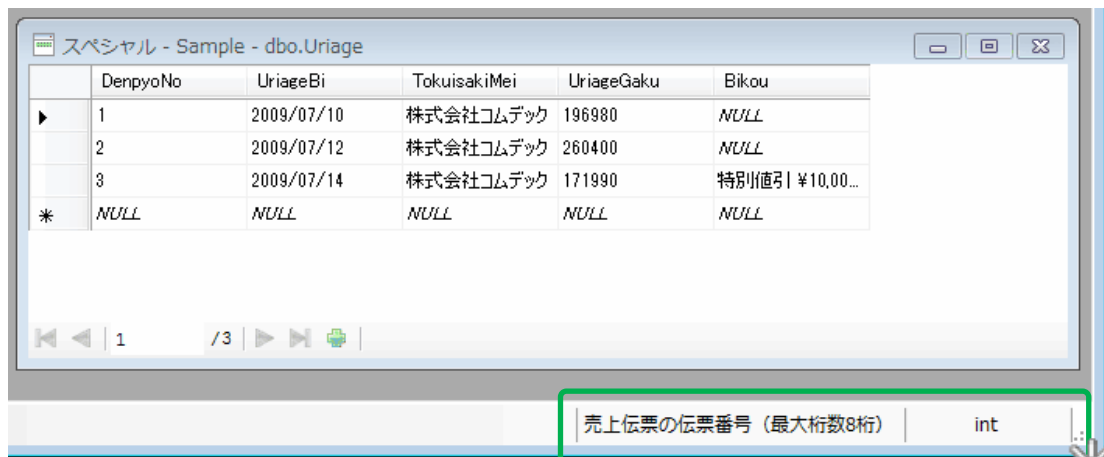 スペシャル - Sample - dbo.Uriage
DenpyoNo UriageBi TokuisakiMei UriageGaku Bikou
1 2009/07/10 株式会社コムデック 196980 NULL
2 2009/07/12 株式会社コムデック 260400 NULL
3 2009/07/14 株式会社コムデック 171990 特別値引 ¥10,00...
NULL NULL NULL NULL NULL
1 /3
売上伝票の伝票番号（最大桁数8桁） int